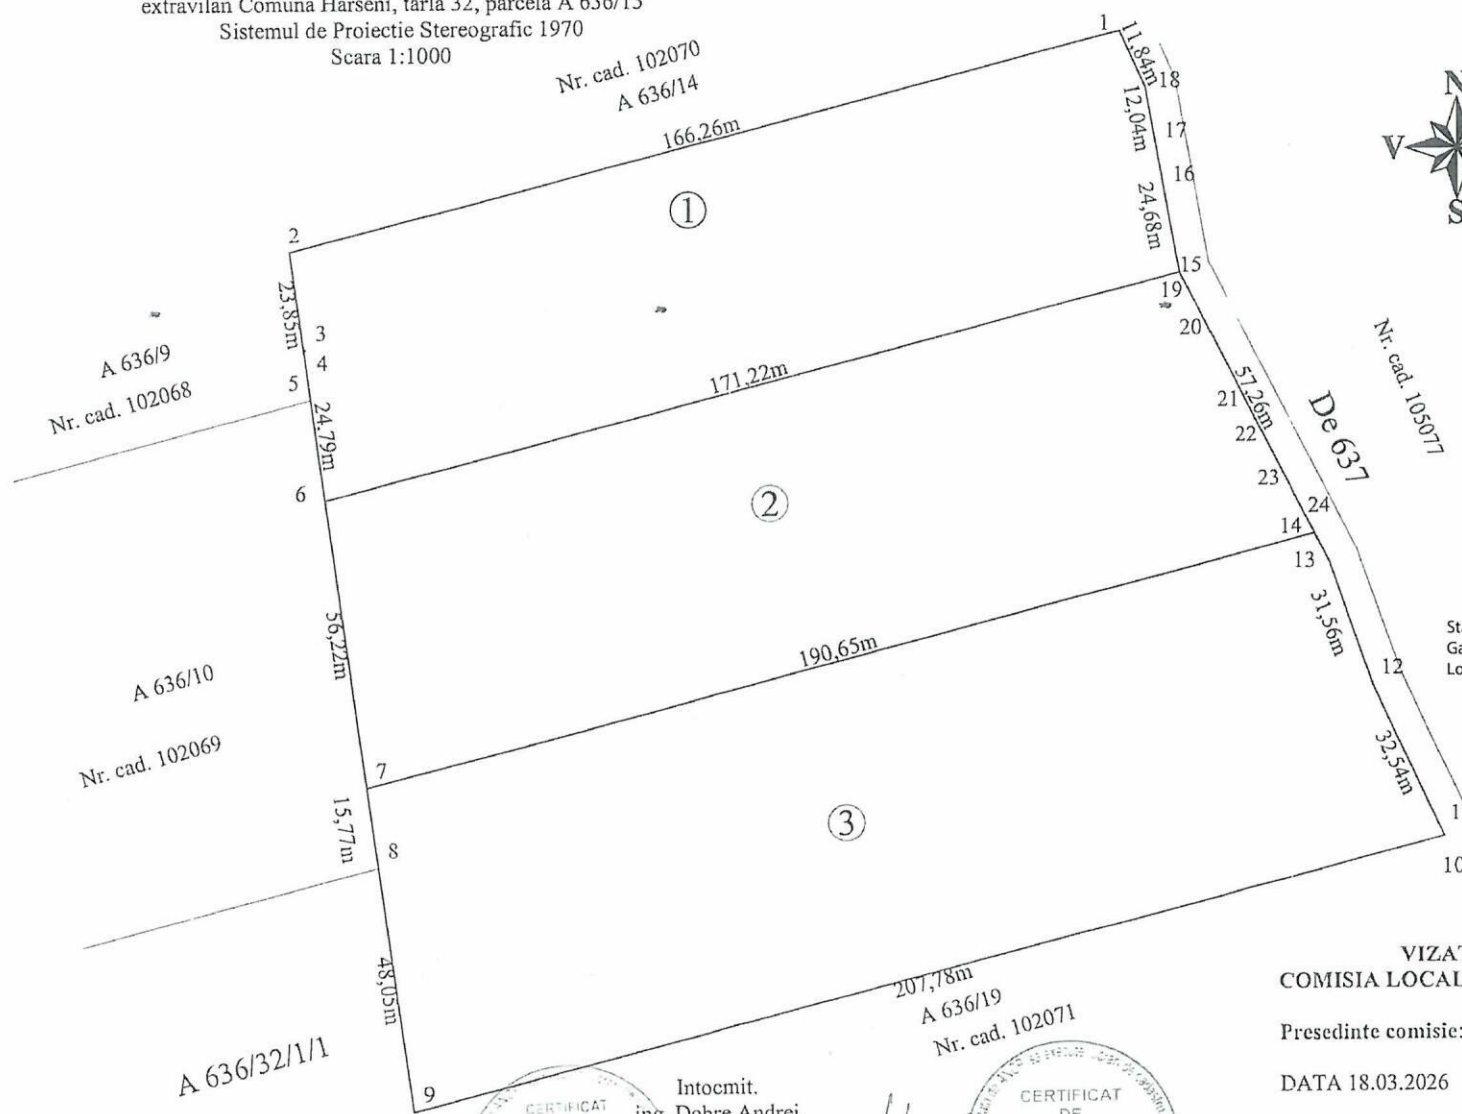 extravilan Comuna Harseni, tarla 32, parcela A 636/15
Sistemul de Proiectie Stereografic 1970
Scara 1:1000
Nr. cad. 102070
A 636/14
166,26m
1
11,84m
18
12,04m
17
16
24,68m
15
N
V
S
①
2
23,85m
3
4
5
A 636/9
Nr. cad. 102068
24,79m
6
171,22m
19
20
57,26m
21
22
23
24
14
13
De 637
Nr. cad. 105077
②
56,22m
A 636/10
Nr. cad. 102069
190,65m
31,56m
12
32,54m
10
7
15,77m
8
③
48,05m
A 636/32/1/1
9
207,78m
A 636/19
Nr. cad. 102071
COMISIA LOCAL
Presedinte comisie:
DATA 18.03.2026
Intocmit.
ing. Dobre Andrei
CERTIFICAT
CERTIFICAT
DE